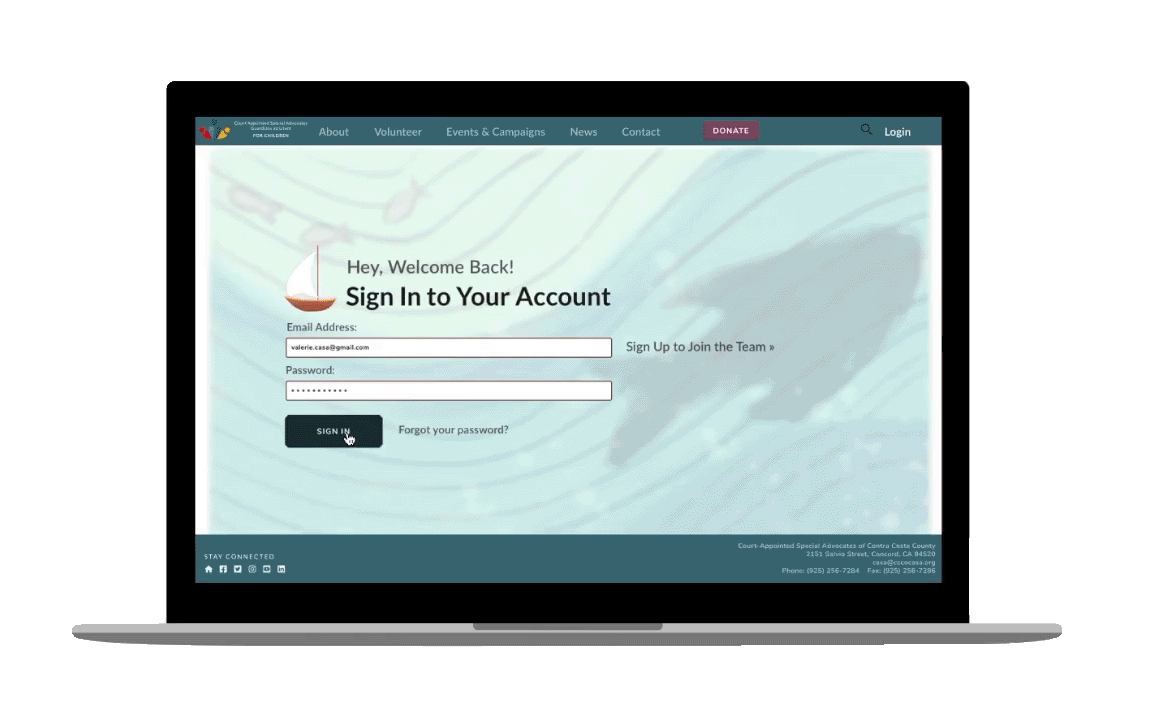 Court Appointed Special Advocates
Guardians ad Litem
FOR CHILDREN
About
Volunteer
Events & Campaigns
News
Contact
DONATE
Login
Hey, Welcome Back!
Sign In to Your Account
Email Address:
valerie.casa@gmail.com
Sign Up to Join the Team »
Password:
SIGN IN
Forgot your password?
STAY CONNECTED
Court-Appointed Special Advocates of Contra Costa County
2151 Salvio Street, Concord, CA 94520
casa@cccocasa.org
Phone: (925) 256-7284 Fax: (925) 256-7286